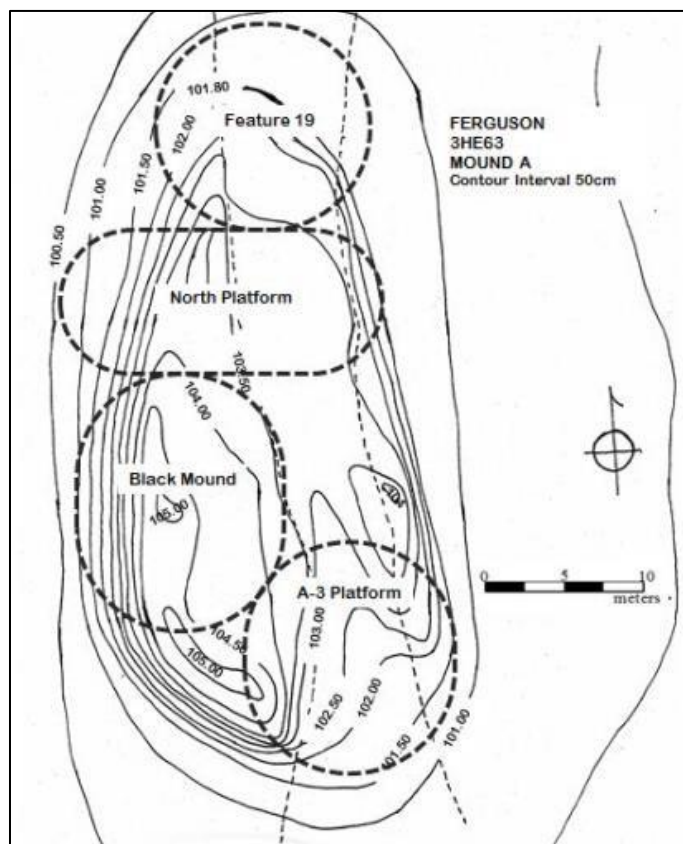 101.80
Feature 19
102.00
101.50
101.00
100.50
FERGUSON
3HE63
MOUND A
Contour Interval 50cm
North Platform
103.50
104.00
Black Mound
105.00
A-3 Platform
103.00
104.50
105.00
102.50
102.00
101.50
101.00
0 5 10
meters